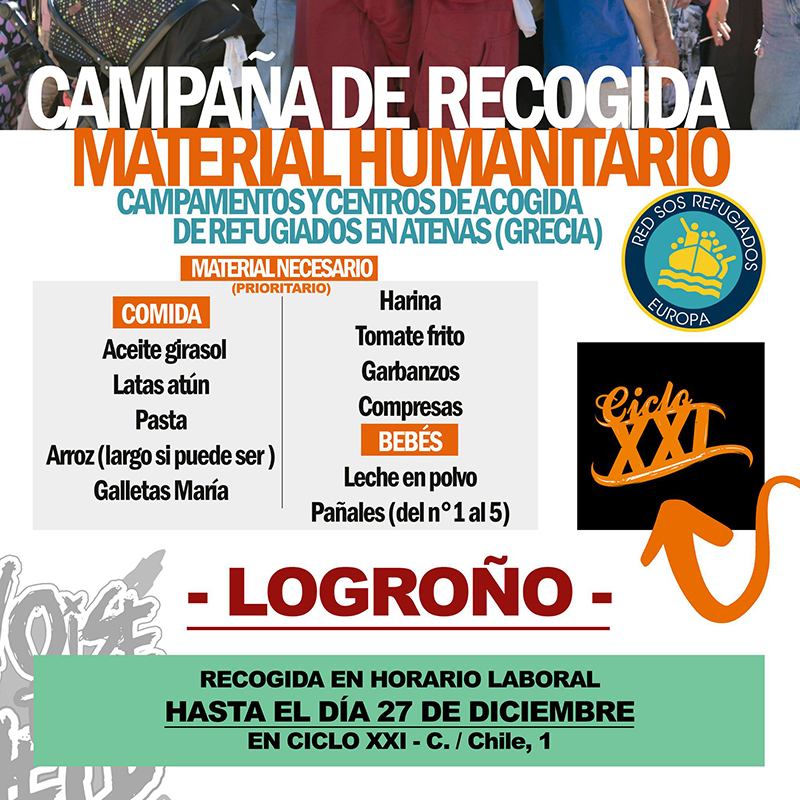 CAMPAÑA DE RECOGIDA
MATERIAL HUMANITARIO
CAMPAMENTOS Y CENTROS DE ACOGIDA
DE REFUGIADOS EN ATENAS (GRECIA)
RED SOS REFUGIADOS
EUROPA
MATERIAL NECESARIO
(PRIORITARIO)
COMIDA
Aceite girasol
Latas atún
Pasta
Arroz (largo si puede ser )
Galletas María
Harina
Tomate frito
Garbanzos
Compresas
BEBÉS
Leche en polvo
Pañales (del n° 1 al 5)
Ciclo
XXI
- LOGROÑO -
RECOGIDA EN HORARIO LABORAL
HASTA EL DÍA 27 DE DICIEMBRE
EN CICLO XXI - C. / Chile, 1